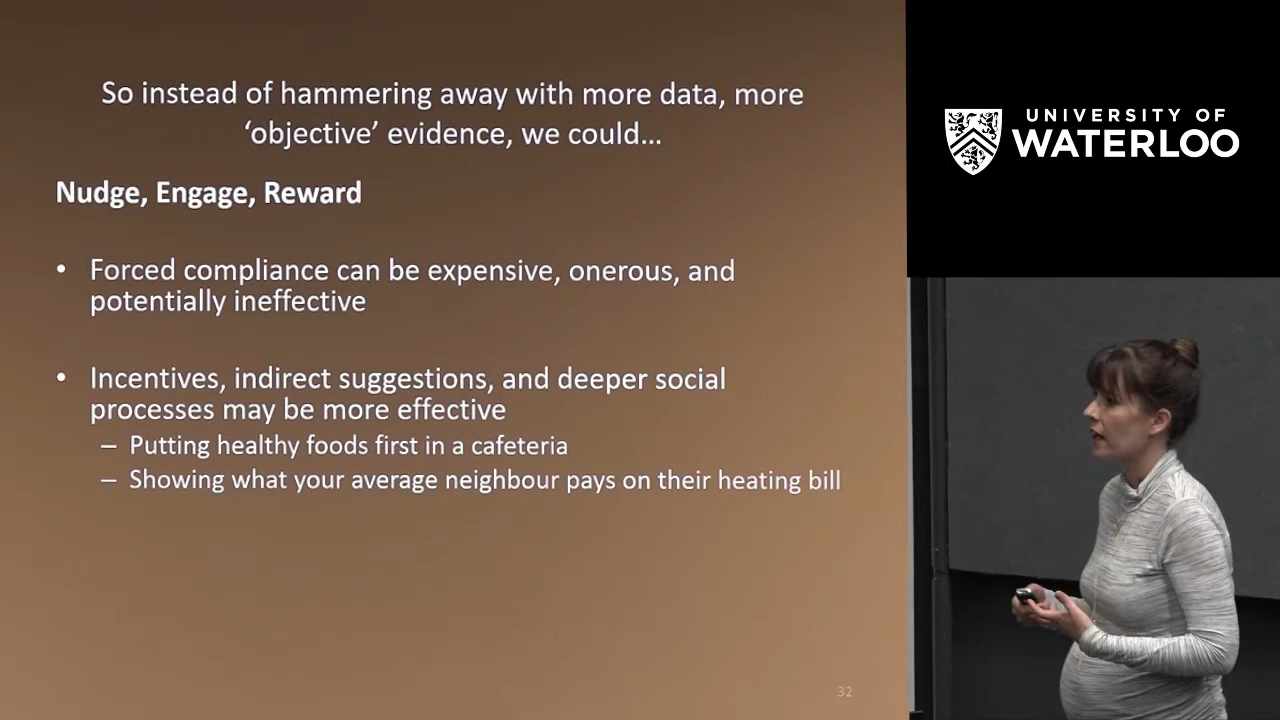 So instead of hammering away with more data, more
‘objective’ evidence, we could…
Nudge, Engage, Reward
• Forced compliance can be expensive, onerous, and
potentially ineffective
• Incentives, indirect suggestions, and deeper social
processes may be more effective
– Putting healthy foods first in a cafeteria
– Showing what your average neighbour pays on their heating bill
32
UNIVERSITY OF
WATERLOO